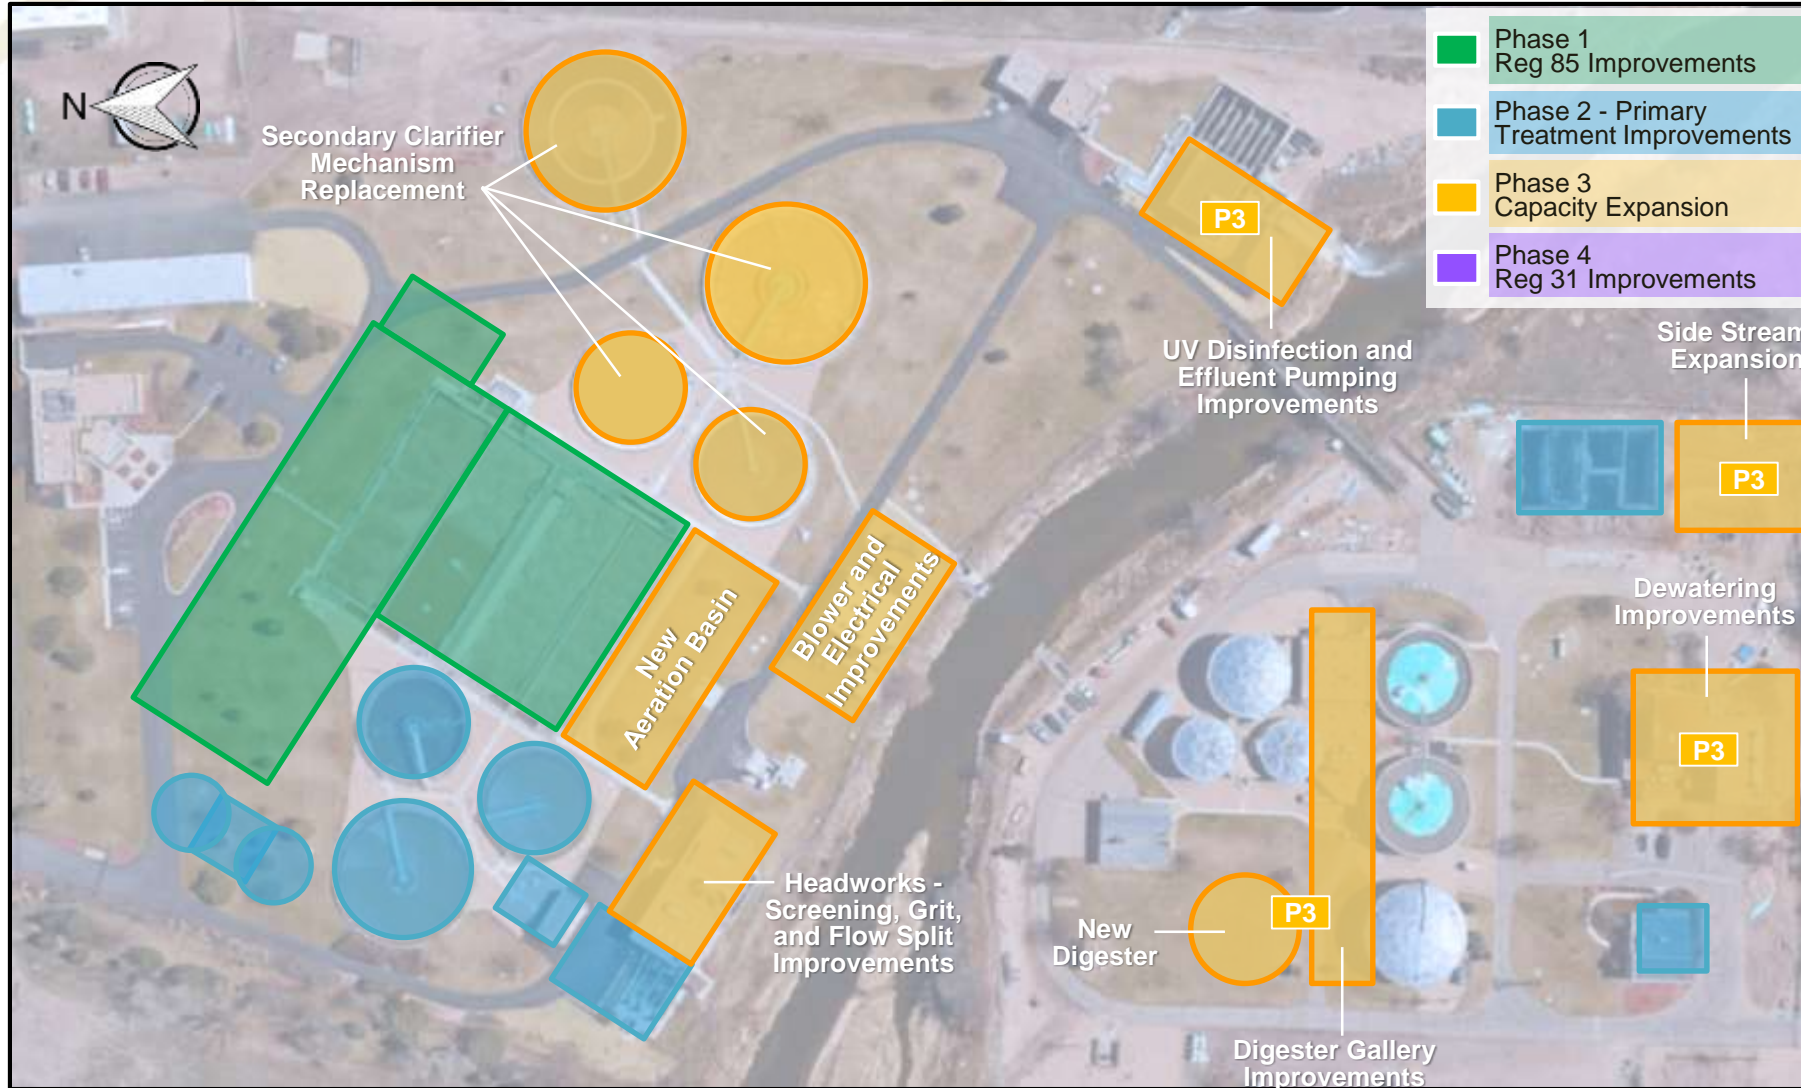 Phase 1
Reg 85 Improvements
Phase 2 - Primary
Treatment Improvements
Phase 3
Capacity Expansion
Phase 4
Reg 31 Improvements
N
Secondary Clarifier
Mechanism
Replacement
P3
UV Disinfection and
Effluent Pumping
Improvements
Side Stream
Expansion
P3
New
Aeration Basin
Blower and
Electrical
Improvements
Dewatering
Improvements
P3
Headworks -
Screening, Grit,
and Flow Split
Improvements
New
Digester
P3
Digester Gallery
Improvements